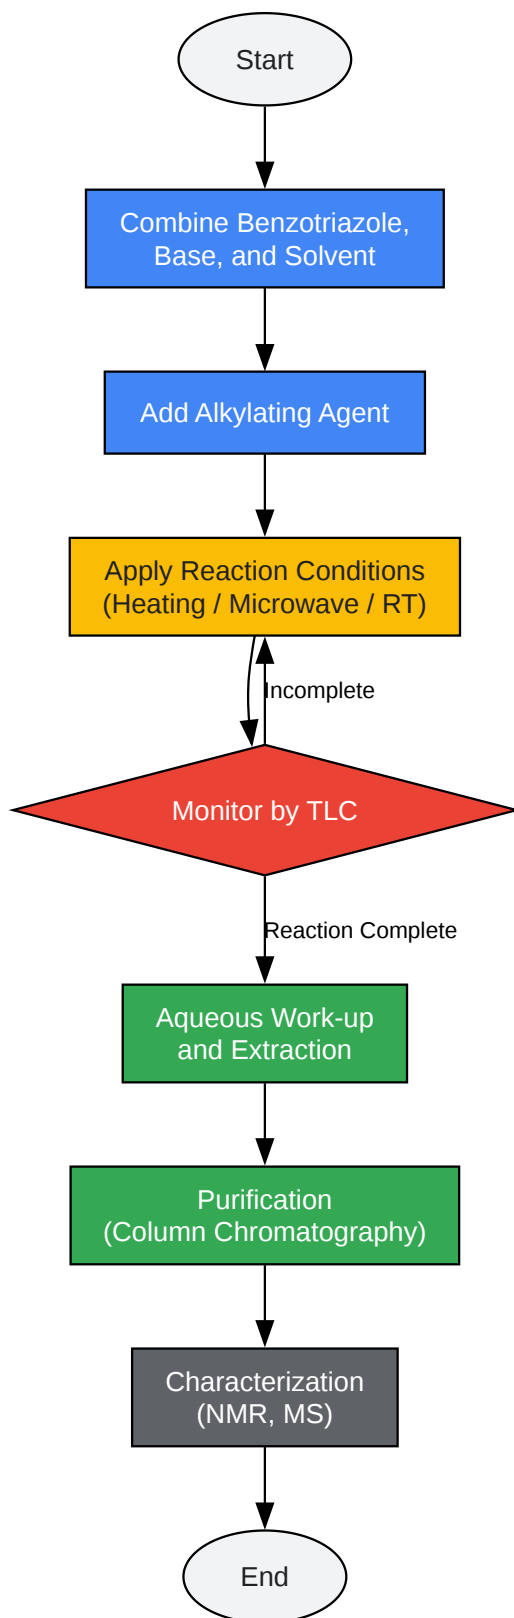 Start
Combine Benzotriazole,
Base, and Solvent
Add Alkylating Agent
Apply Reaction Conditions
(Heating / Microwave / RT)
Incomplete
Monitor by TLC
Reaction Complete
Aqueous Work-up
and Extraction
Purification
(Column Chromatography)
Characterization
(NMR, MS)
End